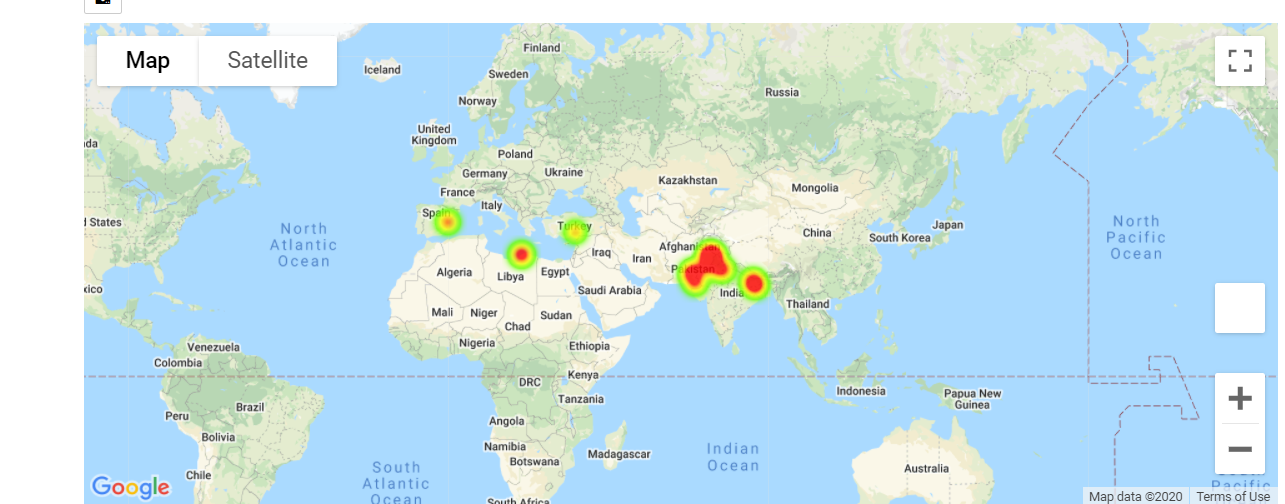 Map
Satellite
Finland
Iceland
Sweden
Russia
Norway
United
Kingdom
da
Poland
Germany
Ukraine
Kazakhstan
Mongolia
France
Italy
Spain
d States
North
Atlantic
Ocean
Turkey
China
Japan
South Korea
North
Pacific
Ocean
Afghanistan
Iraq
Iran
Pakistan
Algeria
Libya
Egypt
xico
Saudi Arabia
India
Thailand
Mali
Niger
Sudan
Chad
Nigeria
Ethiopia
Venezuela
Colombia
Kenya
DRC
Indonesia
Papua New
Guinea
Tanzania
Brazil
Peru
Angola
Bolivia
Namibia
Botswana
Madagascar
Indian
Ocean
Australia
Chile
South
Atlantic
Ocean
South Africa
South
Pacific
Google
Map data ©2020
Terms of Use